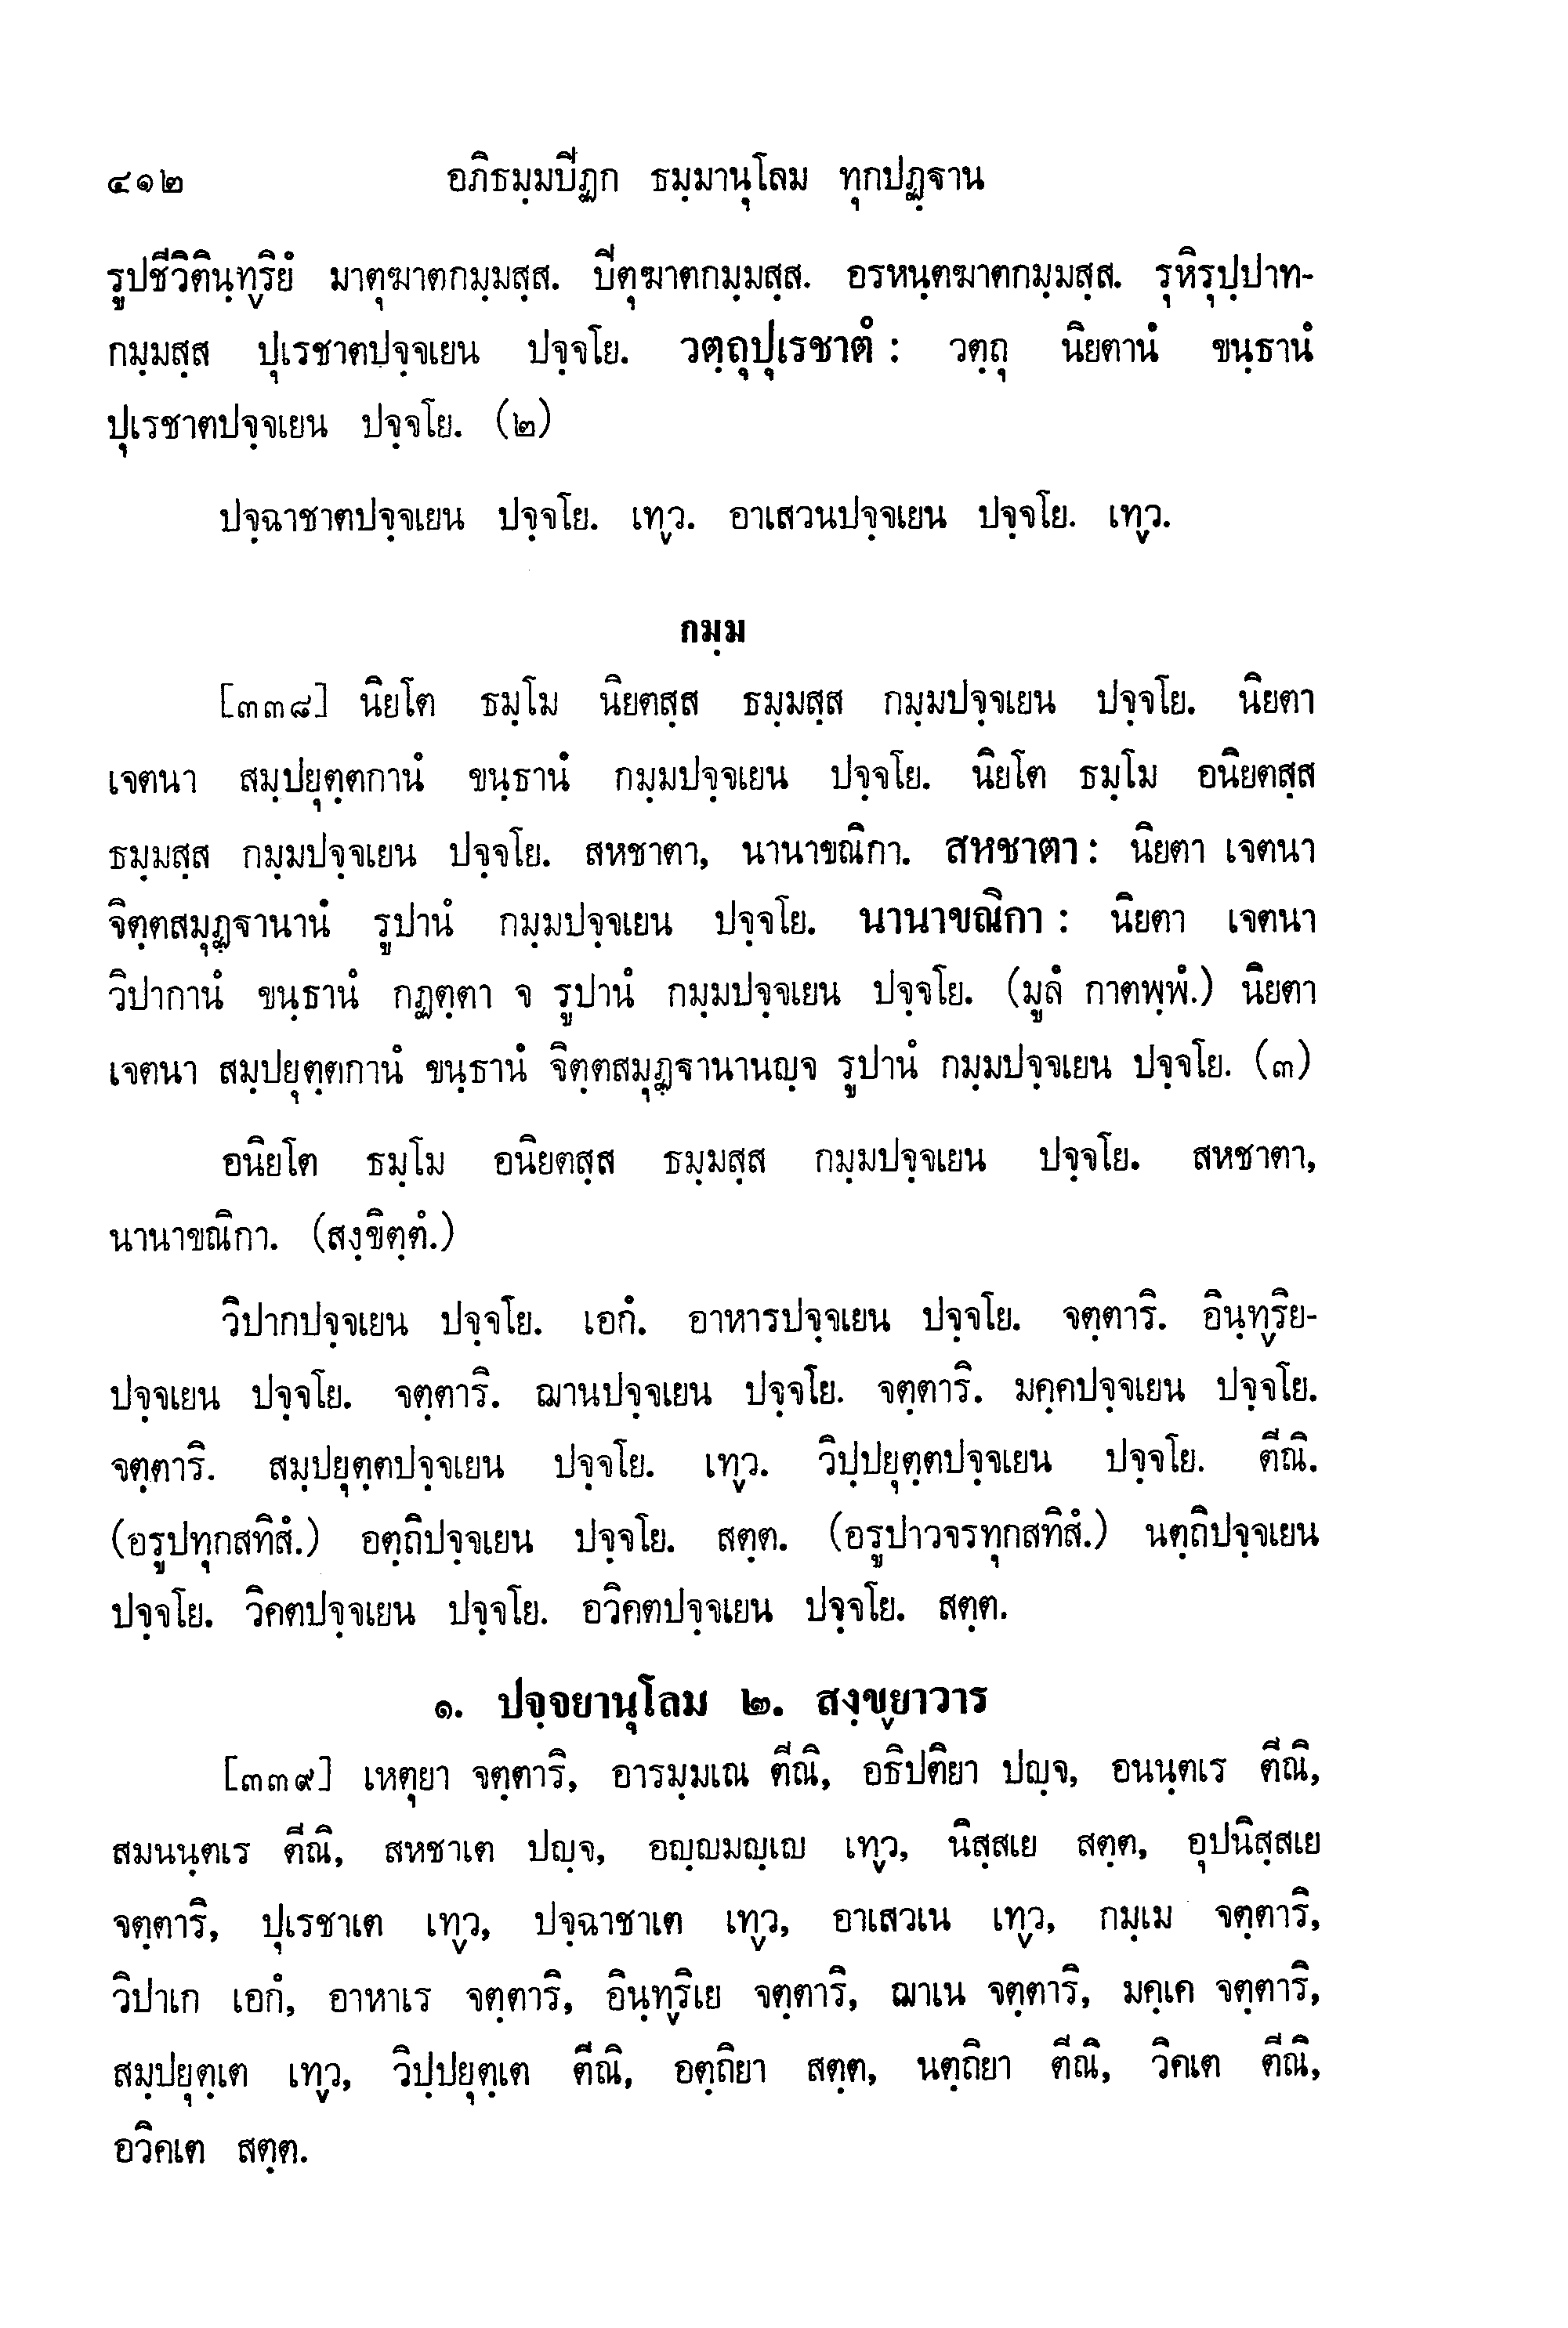 ๔๑๒ อภิธมฺมปีฏก ธมฺมานุโลม ทุกปฏฺฐาน
รูปชีวิตินฺทฺริยํ มาตุฆาตกมฺมสฺส. ปีตุฆาตกมฺมสฺส. อรหนฺตฆาตกมฺมสฺส. รุหิรุปฺปาท-
กมฺมสฺส ปุเรชาตปจฺจเยน ปจฺจโย. วตฺถุปุเรชาตํ : วตฺถุ นิยตานํ ขนฺธานํ
ปุเรชาตปจฺจเยน ปจฺจโย. (๒)
ปจฺฉาชาตปจฺจเยน ปจฺจโย. เทฺว. อาเสวนปจฺจเยน ปจฺจโย. เทฺว.
กมฺม
[๓๓๘] นิยโต ธมฺโม นิยตสฺส ธมฺมสฺส กมฺมปจฺจเยน ปจฺจโย. นิยตา
เจตนา สมฺปยุตฺตกานํ ขนฺธานํ กมฺมปจฺจเยน ปจฺจโย. นิยโต ธมฺโม อนิยตสฺส
ธมฺมสฺส กมฺมปจฺจเยน ปจฺจโย. สหชาตา, นานาขณิกา. สหชาตา : นิยตา เจตนา
จิตฺตสมุฏฺฐานานํ รูปานํ กมฺมปจฺจเยน ปจฺจโย. นานาขณิกา : นิยตา เจตนา
วิปากานํ ขนฺธานํ กฏตฺตา จ รูปานํ กมฺมปจฺจเยน ปจฺจโย. (มูลํ กาตพฺพํ.) นิยตา
เจตนา สมฺปยุตฺตกานํ ขนฺธานํ จิตฺตสมุฏฺฐานานญฺจ รูปานํ กมฺมปจฺจเยน ปจฺจโย. (๓)
อนิยโต ธมฺโม อนิยตสฺส ธมฺมสฺส กมฺมปจฺจเยน ปจฺจโย. สหชาตา,
นานาขณิกา. (สงฺขิตฺตํ.)
วิปากปจฺจเยน ปจฺจโย. เอกํ. อาหารปจฺจเยน ปจฺจโย. จตฺตาริ. อินฺทฺริย-
ปจฺจเยน ปจฺจโย. จตฺตาริ. ฌานปจฺจเยน ปจฺจโย. จตฺตาริ. มคฺคปจฺจเยน ปจฺจโย.
จตฺตาริ. สมฺปยุตฺตปจฺจเยน ปจฺจโย. เทฺว. วิปฺปยุตฺตปจฺจเยน ปจฺจโย. ตีณิ.
(อรูปทุกสทิสํ.) อตฺถิปจฺจเยน ปจฺจโย. สตฺต. (อรูปาวจรทุกสทิสํ.) นตฺถิปจฺจเยน
ปจฺจโย. วิคตปจฺจเยน ปจฺจโย. อวิคตปจฺจเยน ปจฺจโย. สตฺต.
๑. ปจฺจยานุโลม ๒. สงฺขฺยาวาร
[๓๓๙] เหตุยา จตฺตาริ, อารมฺมเณ ตีณิ, อธิปติยา ปญฺจ, อนนฺตเร ตีณิ,
สมนนฺตเร ตีณิ, สหชาเต ปญฺจ, อญฺญมญฺเญ เทฺว, นิสฺสเย สตฺต, อุปนิสฺสเย
จตฺตาริ, ปุเรชาเต เทฺว, ปจฺฉาชาเต เทฺว, อาเสวเน เทฺว, กมฺเม จตฺตาริ,
วิปาเก เอกํ, อาหาเร จตฺตาริ, อินฺทฺริเย จตฺตาริ, ฌาเน จตฺตาริ, มคฺเค จตฺตาริ,
สมฺปยุตฺเต เทฺว, วิปฺปยุตฺเต ตีณิ, อตฺถิยา สตฺต, นตฺถิยา ตีณิ, วิคเต ตีณิ,
อวิคเต สตฺต.